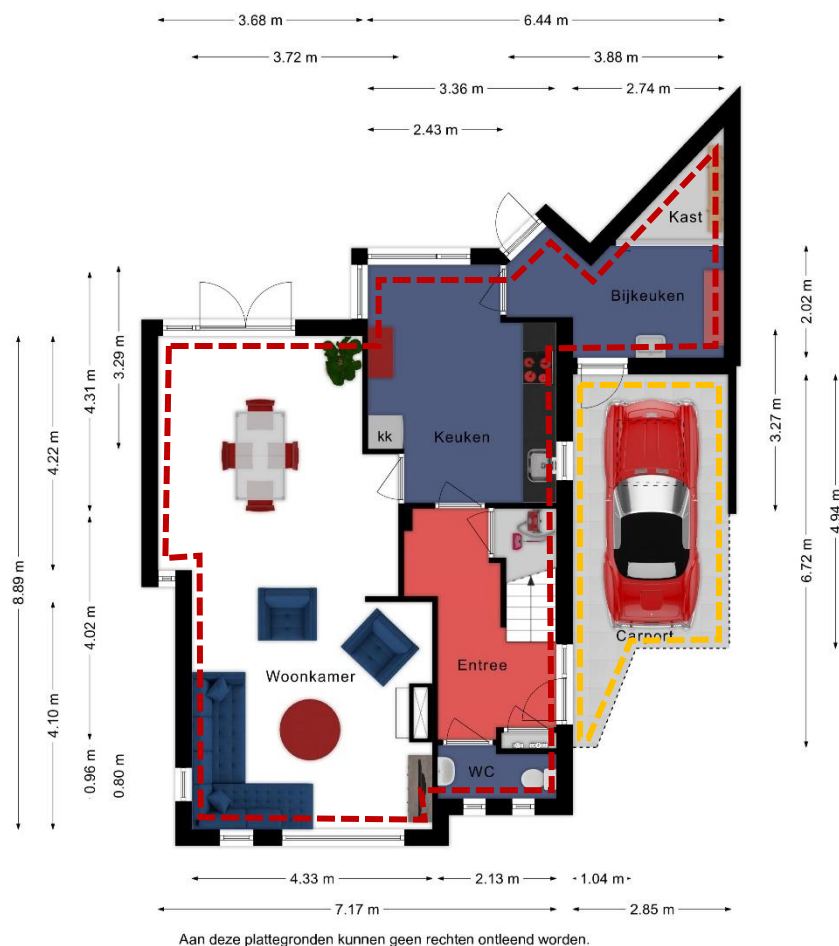 3.68 m
6.44 m
3.72 m
3.88 m
3.36 m
2.74 m
2.43 m
Kast
Bijkeuken
2.02 m
3.29 m
4.31 m
4.22 m
3.27 m
kk
Keuken
4.94 m
6.72 m
8.89 m
4.02 m
Carport
Entree
Woonkamer
4.10 m
0.96 m
0.80 m
WC
4.33 m
2.13 m
1.04 m
7.17 m
2.85 m
Aan deze plattegronden kunnen geen rechten ontleend worden.